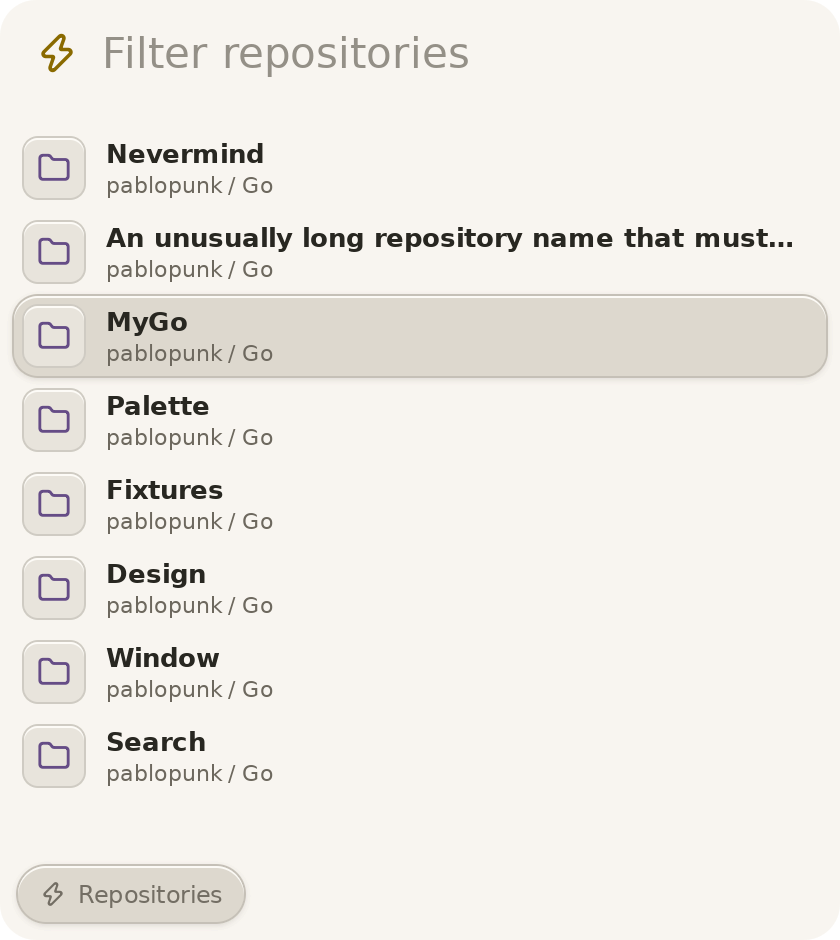 Filter repositories
Nevermind
pablopunk / Go
An unusually long repository name that must…
pablopunk / Go
MyGo
pablopunk / Go
Palette
pablopunk / Go
Fixtures
pablopunk / Go
Design
pablopunk / Go
Window
pablopunk / Go
Search
pablopunk / Go
Repositories